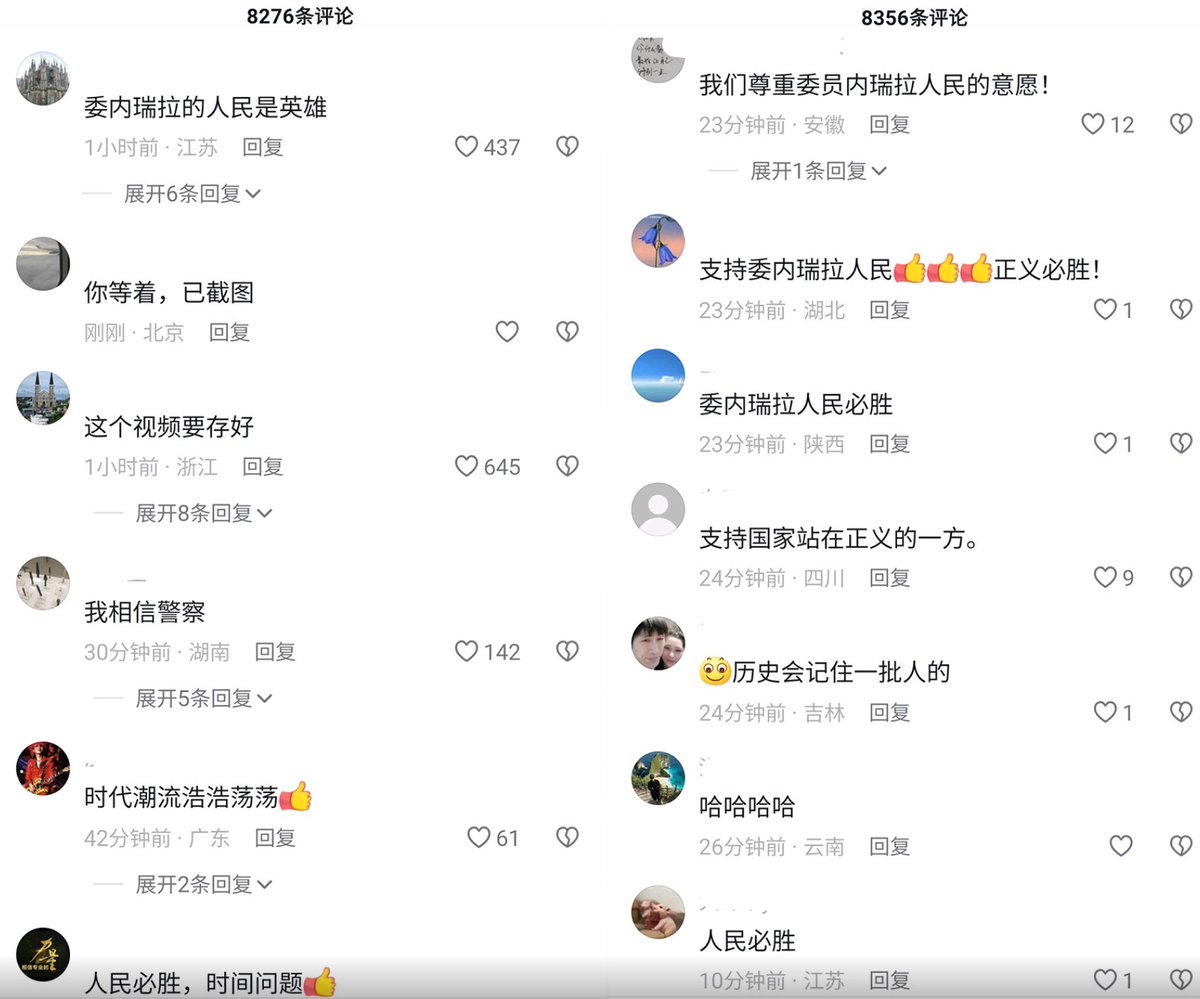 8276条评论
委内瑞拉的人民是英雄
1小时前 · 江苏 回复
437
展开6条回复
你等着，已截图
刚刚 · 北京 回复
这个视频要存好
1小时前 · 浙江 回复
645
展开8条回复
我相信警察
30分钟前 · 湖南 回复
142
展开5条回复
时代潮流浩浩荡荡👍
42分钟前 · 广东 回复
61
展开2条回复
人民必胜，时间问题👍
8356条评论
我们尊重委员内瑞拉人民的意愿！
23分钟前 · 安徽 回复
12
展开1条回复
支持委内瑞拉人民👍👍👍正义必胜！
23分钟前 · 湖北 回复
1
委内瑞拉人民必胜
23分钟前 · 陕西 回复
1
支持国家站在正义的一方。
24分钟前 · 四川 回复
9
历史会记住一批人的
24分钟前 · 吉林 回复
1
哈哈哈哈
26分钟前 · 云南 回复
人民必胜
10分钟前 · 江苏 回复
1